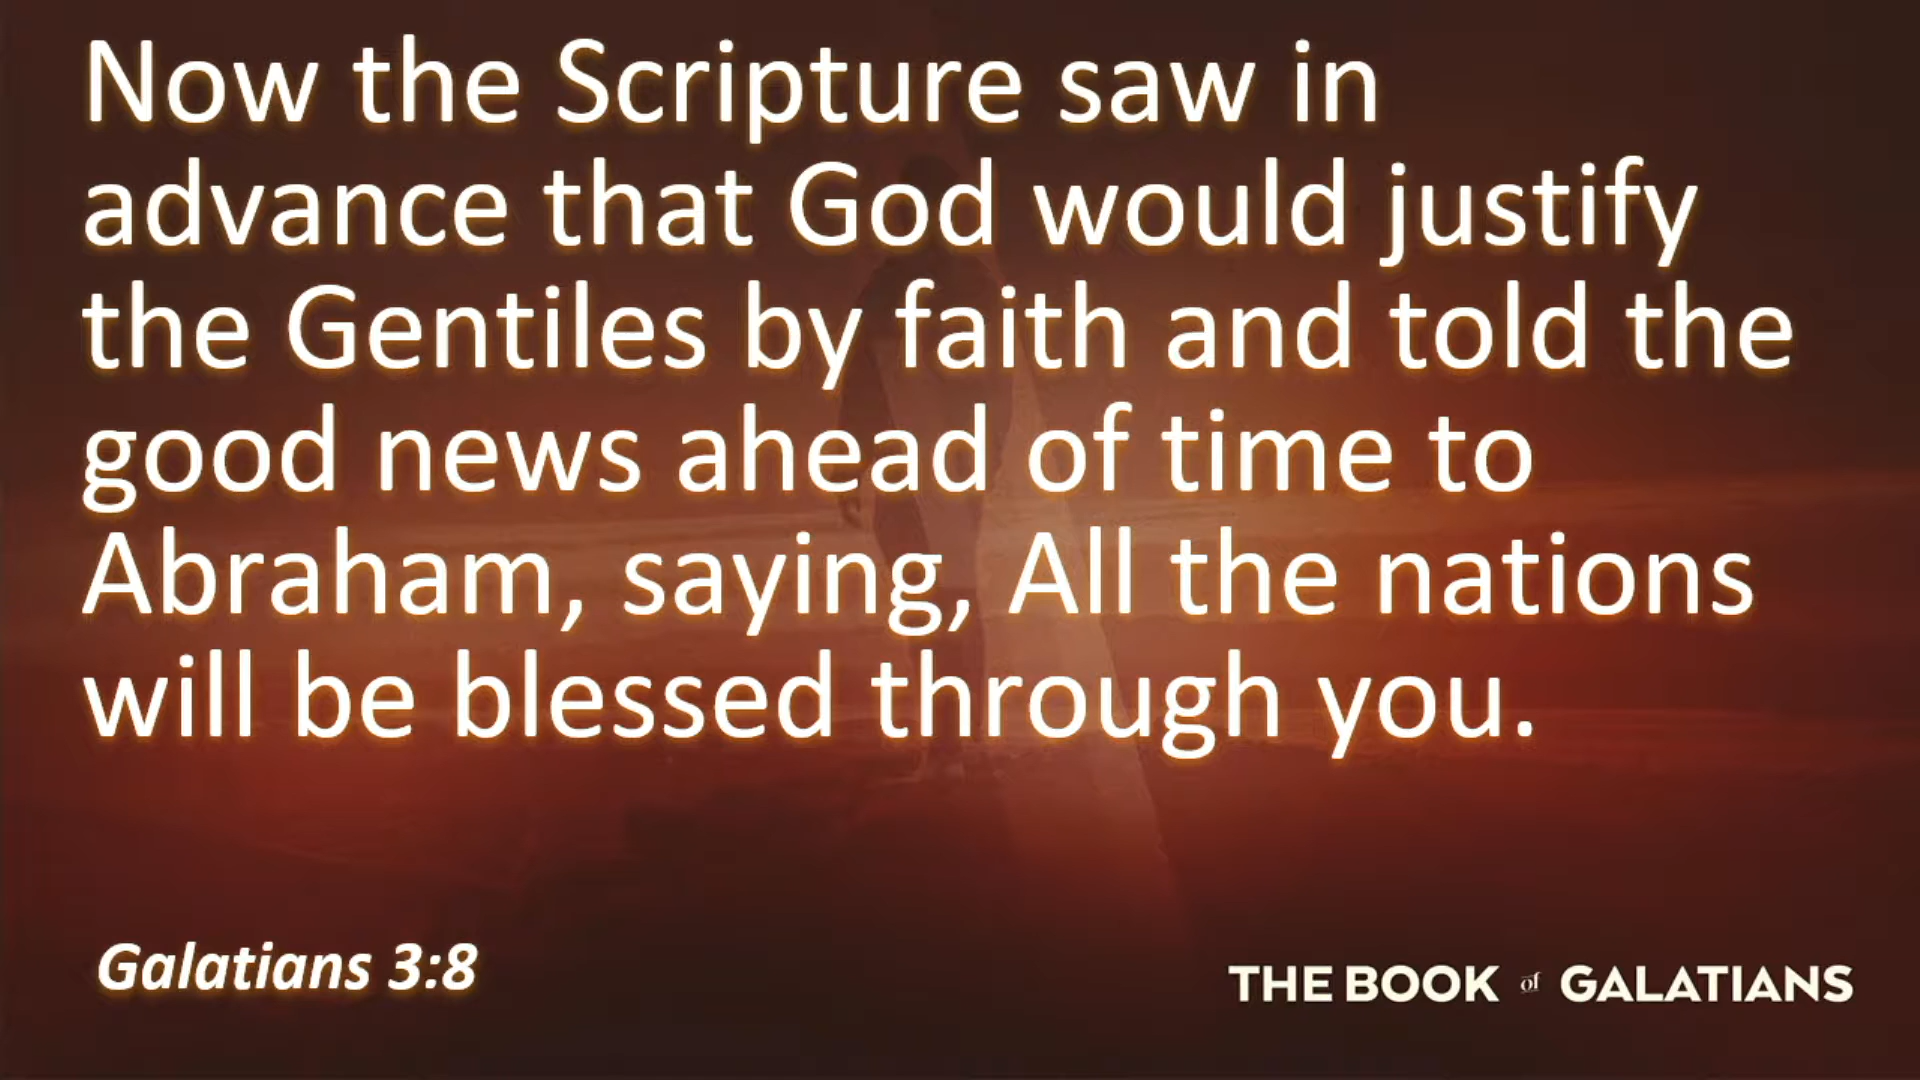 Now the Scripture saw in
advance that God would justify
the Gentiles by faith and told the
good news ahead of time to
Abraham, saying, All the nations
will be blessed through you.
Galatians 3:8
THE BOOK of GALATIANS